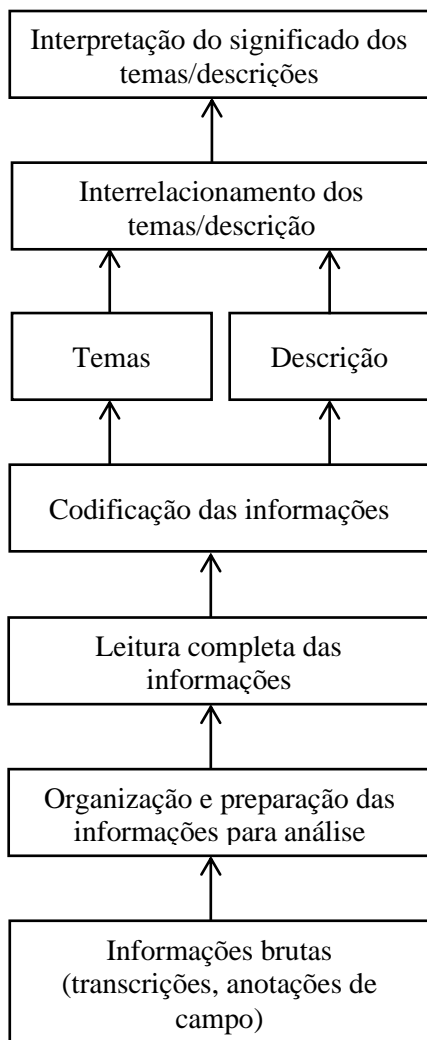 Interpretação do significado dos
temas/descrições
Interrelacionamento dos
temas/descrição
Temas
Descrição
Codificação das informações
Leitura completa das
informações
Organização e preparação das
informações para análise
Informações brutas
(transcrições, anotações de
campo)